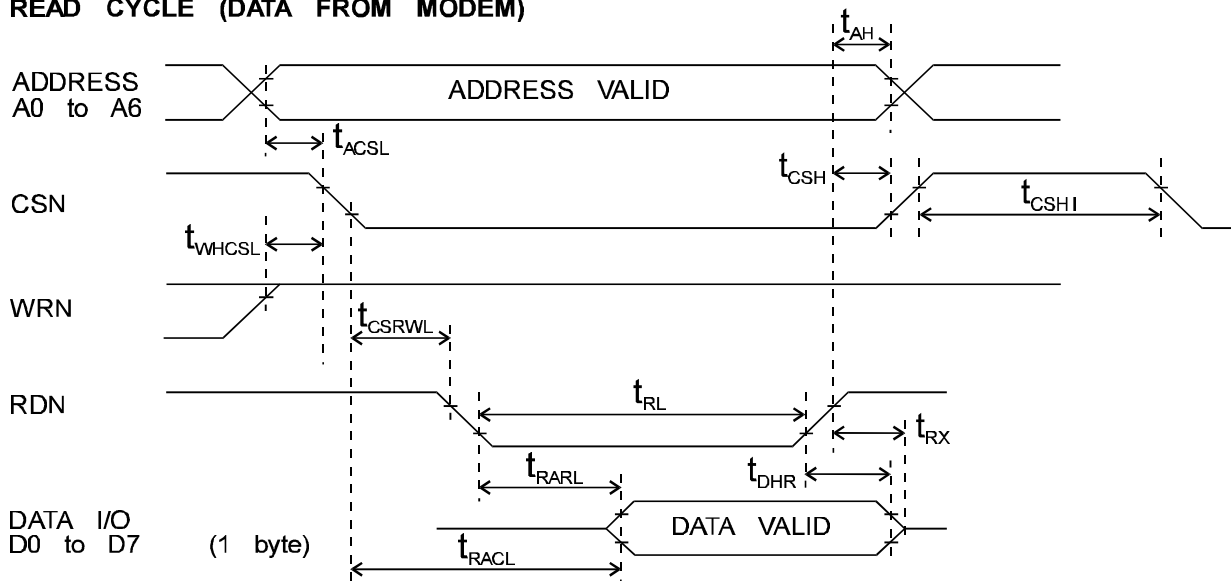 READ CYCLE (DATA FROM MODEM)
tAH
ADDRESS
A0 to A6
ADDRESS VALID
tACSL
tCSH
CSN
tCSHI
tWHCSL
WRN
tCSRWL
RDN
tRL
tRX
tRARL
tDHR
DATA I/O
D0 to D7 (1 byte)
DATA VALID
tRACL